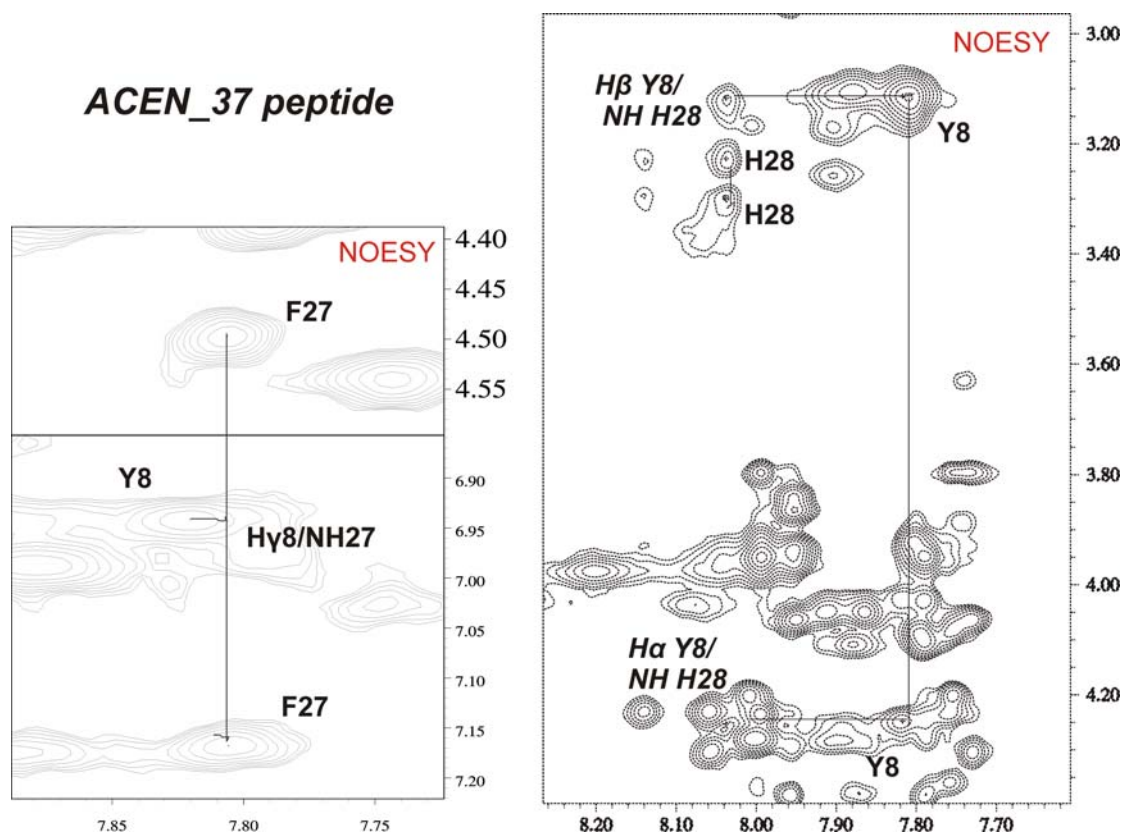 ACEN_37 peptide
NOESY
F27
Y8
Hγ8/NH27
F27
4.40
4.45
4.50
4.55
6.90
6.95
7.00
7.05
7.10
7.15
7.20
7.85
7.80
7.75
NOESY
Hβ Y8/
NH H28
Y8
H28
H28
Hα Y8/
NH H28
Y8
3.00
3.20
3.40
3.60
3.80
4.00
4.20
8.20
8.10
8.00
7.90
7.80
7.70